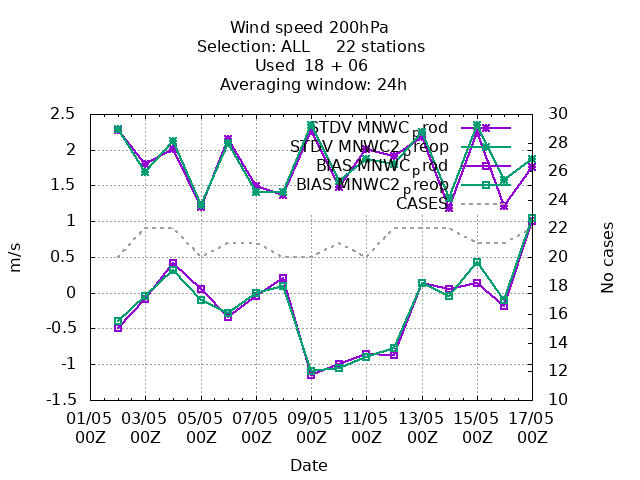 Wind speed 200hPa
Selection: ALL 22 stations
Used 18 + 06
Averaging window: 24h
STDV MNWC_prod
STDV MNWC2_preop
BIAS MNWC_prod
BIAS MNWC2_preop
CASES
2.5
2
1.5
1
0.5
0
-0.5
-1
-1.5
m/s
30
28
26
24
22
20
18
16
14
12
10
No cases
01/05 03/05 05/05 07/05 09/05 11/05 13/05 15/05 17/05
00Z 00Z 00Z 00Z 00Z 00Z 00Z 00Z 00Z
Date